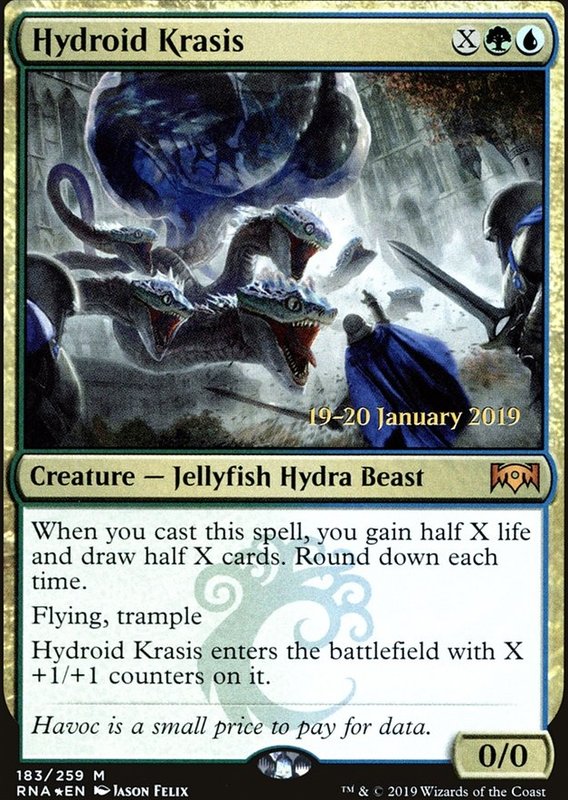 Hydroid Krasis X
19–20 January 2019
Creature — Jellyfish Hydra Beast
When you cast this spell, you gain half X life
and draw half X cards. Round down each
time.
Flying, trample
Hydroid Krasis enters the battlefield with X
+1/+1 counters on it.
Havoc is a small price to pay for data.
0/0
183/259 M
RNA★EN Jason Felix
™ & © 2019 Wizards of the Coast